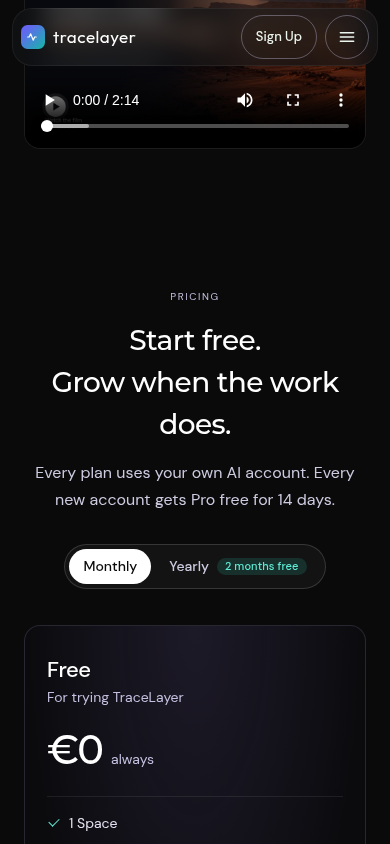 tracelayer
Sign Up
0:00 / 2:14
PRICING
Start free.
Grow when the work
does.
Every plan uses your own AI account. Every
new account gets Pro free for 14 days.
Monthly
Yearly
2 months free
Free
For trying TraceLayer
€0 always
1 Space